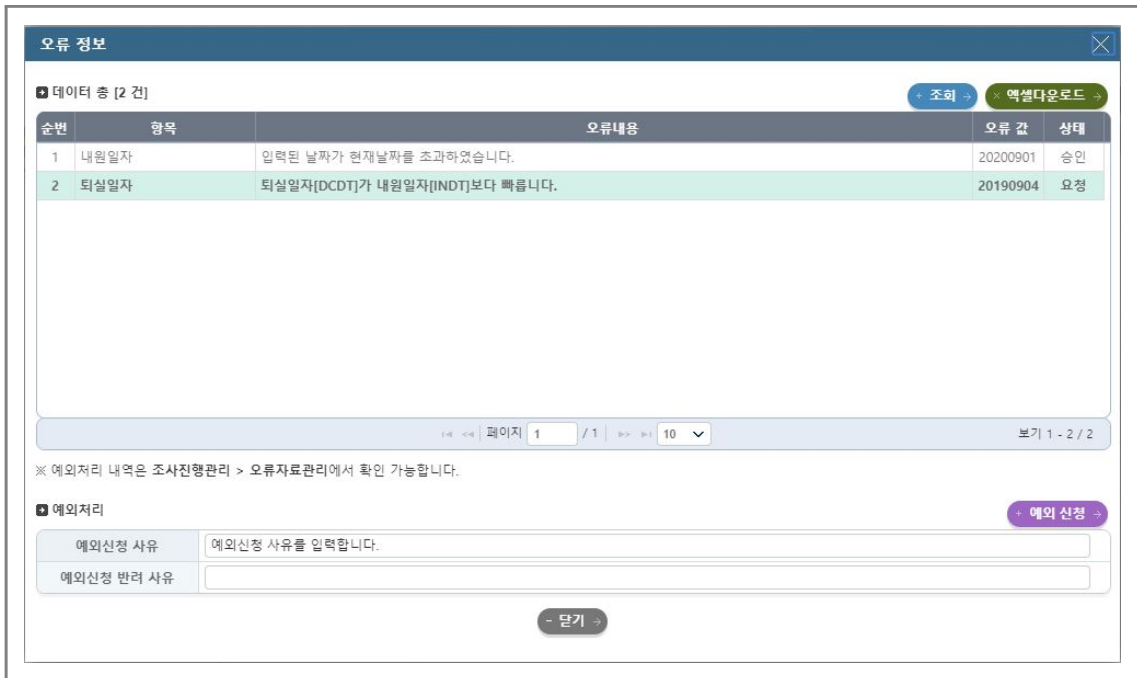 오류 정보
데이터 총 [2 건]
+ 조회 → × 엑셀다운로드 →
순번 항목 오류내용 오류 값 상태
1 내원일자 입력된 날짜가 현재날짜를 초과하였습니다. 20200901 승인
2 퇴실일자 퇴실일자[DCDT]가 내원일자[INDT]보다 빠릅니다. 20190904 요청
페이지 1 / 1 10 보기 1 - 2 / 2
※ 예외처리 내역은 조사진행관리 > 오류자료관리에서 확인 가능합니다.
예외처리 + 예외 신청 →
예외신청 사유 예외신청 사유를 입력합니다.
예외신청 반려 사유
- 닫기 →